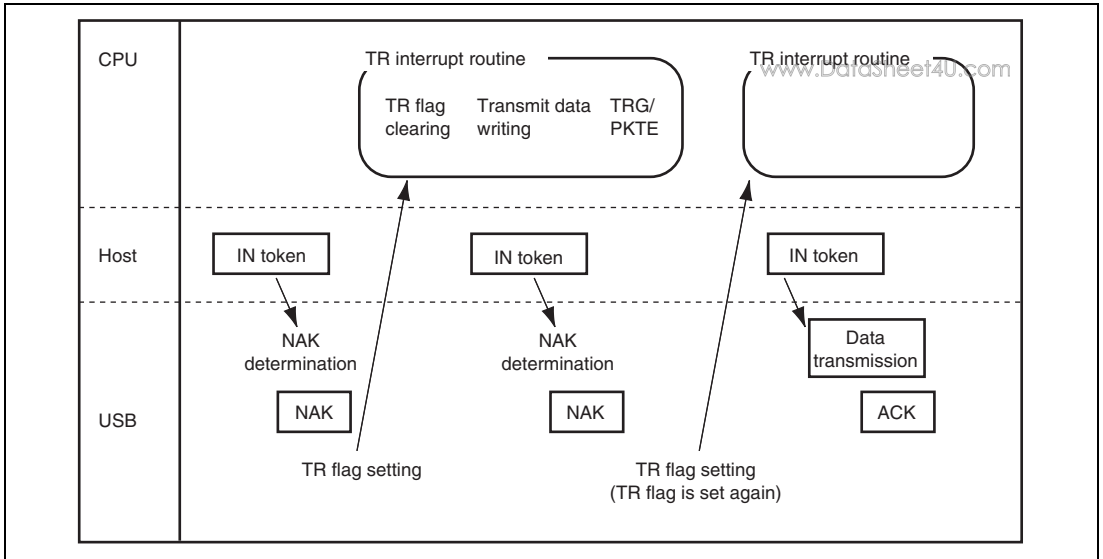 CPU
TR interrupt routine
TR interrupt routine
www.DataSheet4U.com
TR flag
clearing
Transmit data
writing
TRG/
PKTE
Host
IN token
IN token
IN token
NAK
determination
NAK
determination
Data
transmission
USB
NAK
NAK
ACK
TR flag setting
TR flag setting
(TR flag is set again)